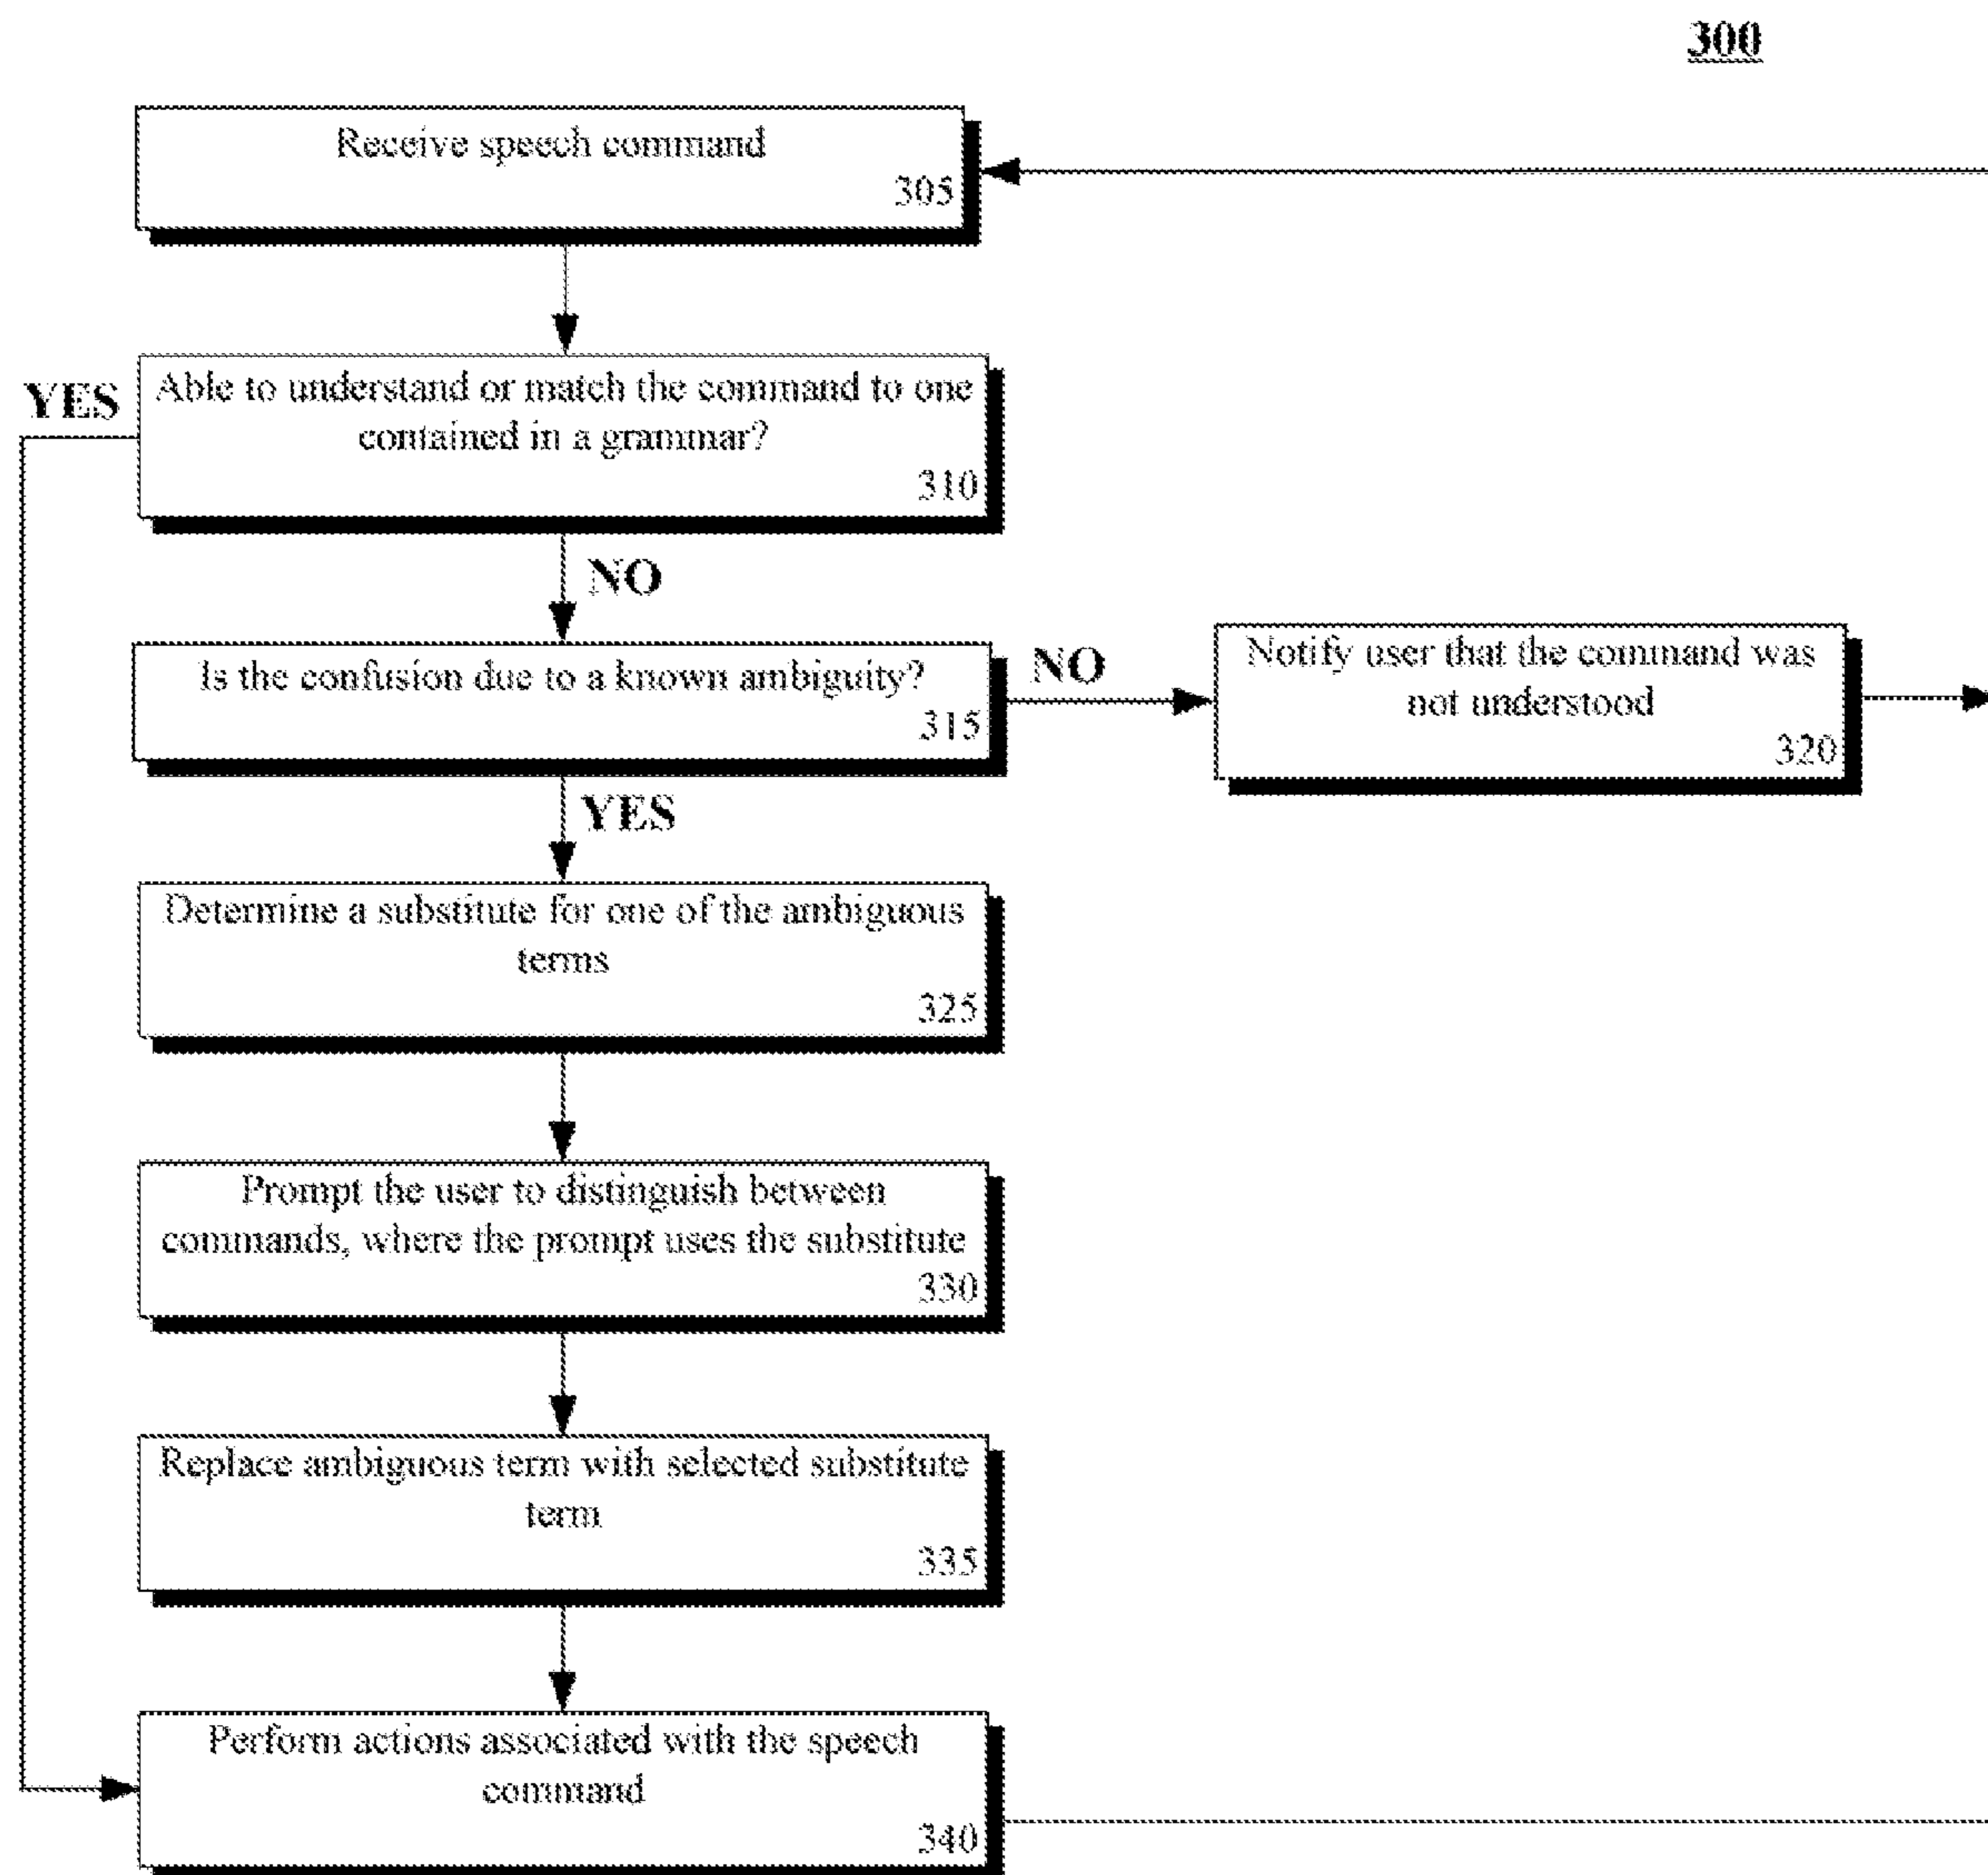 300
Receive speech command
305
YES
Able to understand or match the command to one
contained in a grammar?
310
NO
Is the confusion due to a known ambiguity?
315
NO
Notify user that the command was
not understood
320
YES
Determine a substitute for one of the ambiguous
terms
325
Prompt the user to distinguish between
commands, where the prompt uses the substitute
330
Replace ambiguous term with selected substitute
term
335
Perform actions associated with the speech
command
340